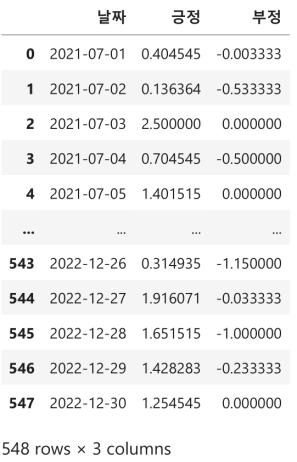 날짜 긍정 부정
0 2021-07-01 0.404545 -0.003333
1 2021-07-02 0.136364 -0.533333
2 2021-07-03 2.500000 0.000000
3 2021-07-04 0.704545 -0.500000
4 2021-07-05 1.401515 0.000000
... ... ... ...
543 2022-12-26 0.314935 -1.150000
544 2022-12-27 1.916071 -0.033333
545 2022-12-28 1.651515 -1.000000
546 2022-12-29 1.428283 -0.233333
547 2022-12-30 1.254545 0.000000
548 rows × 3 columns